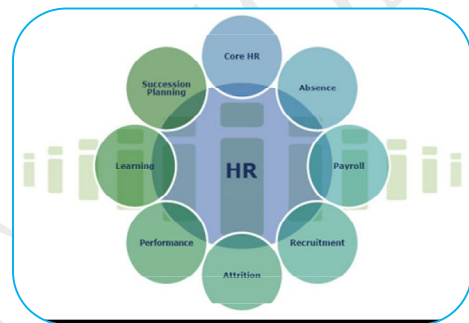 Core HR
Absence
Payroll
Recruitment
Attrition
Performance
Learning
Succession
Planning
HR